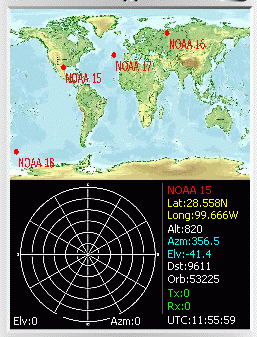 NOAA 16
NOAA 17
NOAA 15
NOAA 18
NOAA 15
Lat:28.558N
Long:99.666W
Alt:820
Azm:356.5
Elv:-41.4
Dst:9611
Orb:53225
Tx:0
Rx:0
Elv:0
Azm:0
UTC:11:55:59